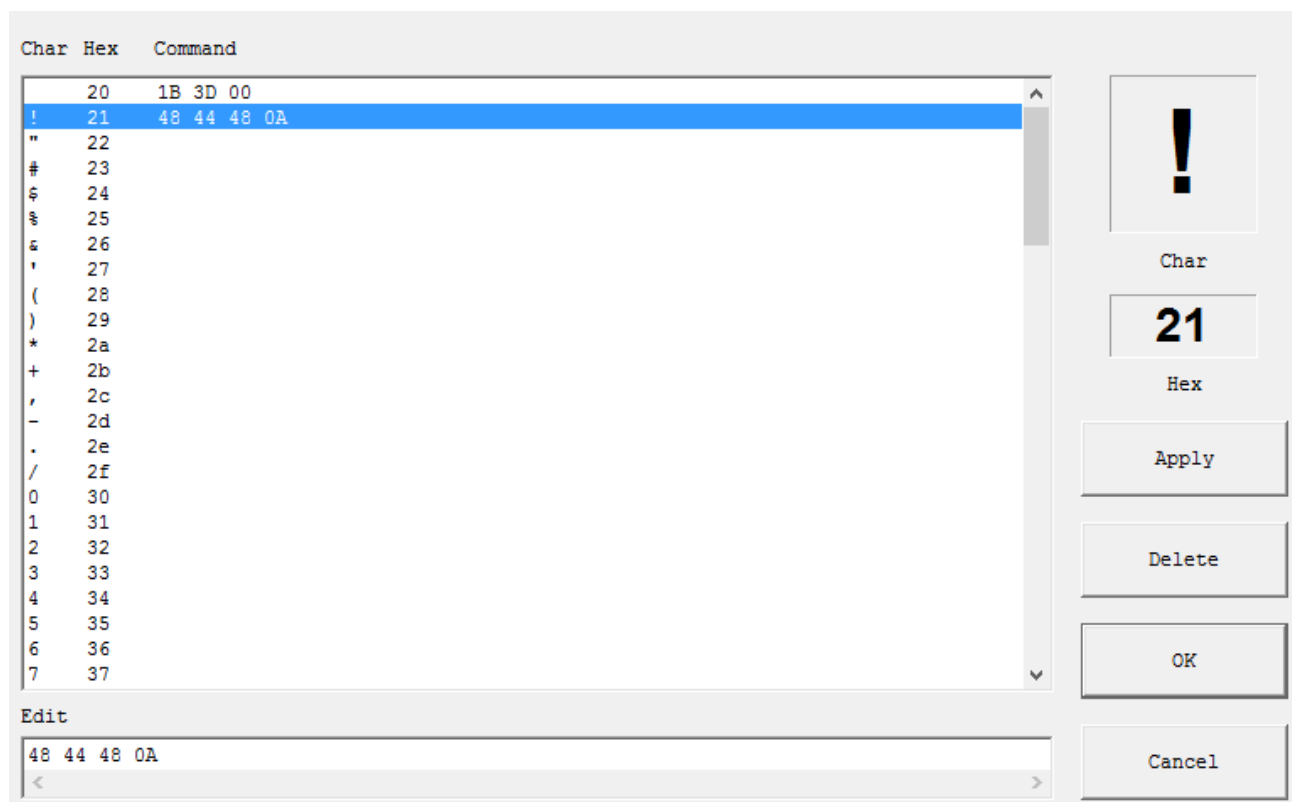 Char Hex Command
20 1B 3D 00
! 21 48 44 48 0A
" 22
# 23
$ 24
% 25
& 26
' 27
( 28
) 29
* 2a
+ 2b
, 2c
- 2d
. 2e
/ 2f
0 30
1 31
2 32
3 33
4 34
5 35
6 36
7 37
Edit
48 44 48 0A
!
Char
21
Hex
Apply
Delete
OK
Cancel